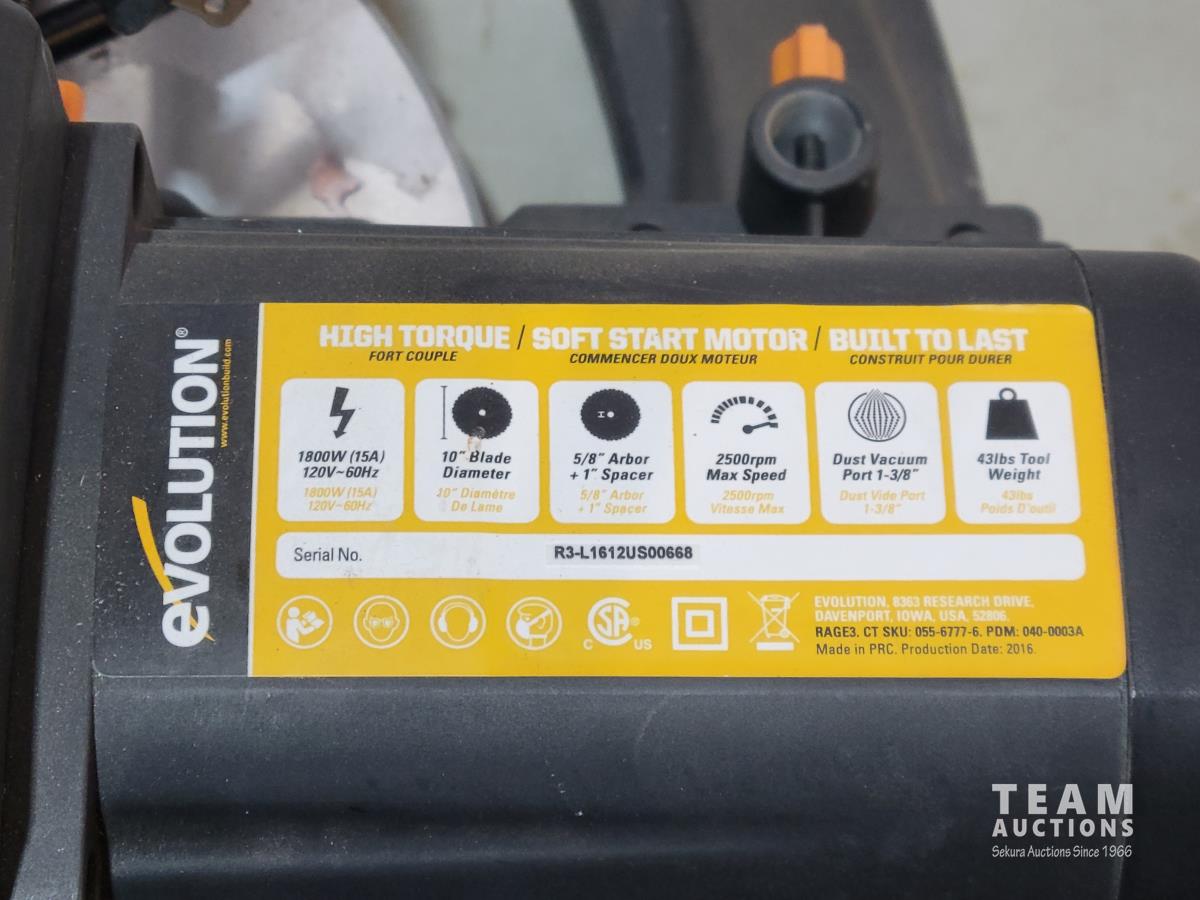 eVOLUTION®
www.evolutionbuild.com
HIGH TORQUE / SOFT START MOTOR / BUILT TO LAST
FORT COUPLE COMMENCER DOUX MOTEUR CONSTRUIT POUR DURER
1800W (15A)
120V~60Hz
1800W (15A)
120V~60Hz
10" Blade
Diameter
10" Diamétre
De Lame
5/8" Arbor
+ 1" Spacer
5/8" Arbor
+ 1" Spacer
2500rpm
Max Speed
2500rpm
Vitesse Max
Dust Vacuum
Port 1-3/8"
Dust Vide Port
1-3/8"
43lbs Tool
Weight
43lbs
Poids D'outil
Serial No. R3-L1612US00668
C SA® US
EVOLUTION, 8363 RESEARCH DRIVE,
DAVENPORT, IOWA, USA, 52806.
RAGE3. CT SKU: 055-6777-6. PDM: 040-0003A
Made in PRC. Production Date: 2016.
TEAM
AUCTIONS
Sekura Auctions Since 1966